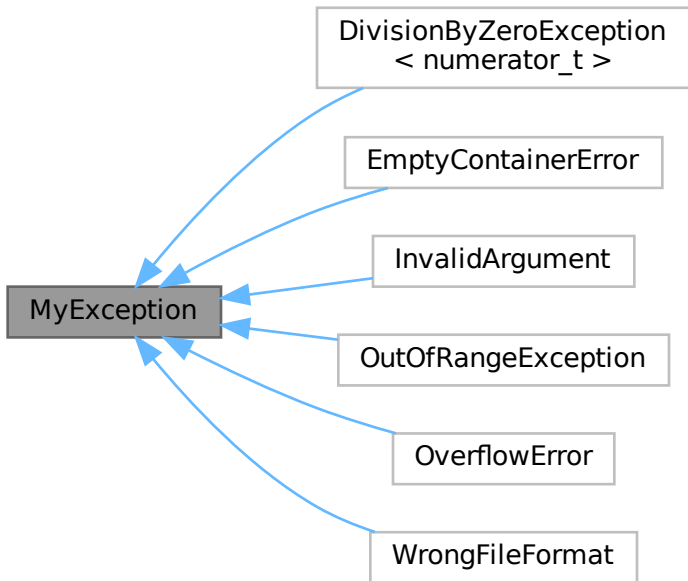 DivisionByZeroException
< numerator_t >
EmptyContainerError
InvalidArgument
MyException
OutOfRangeException
OverflowError
WrongFileFormat